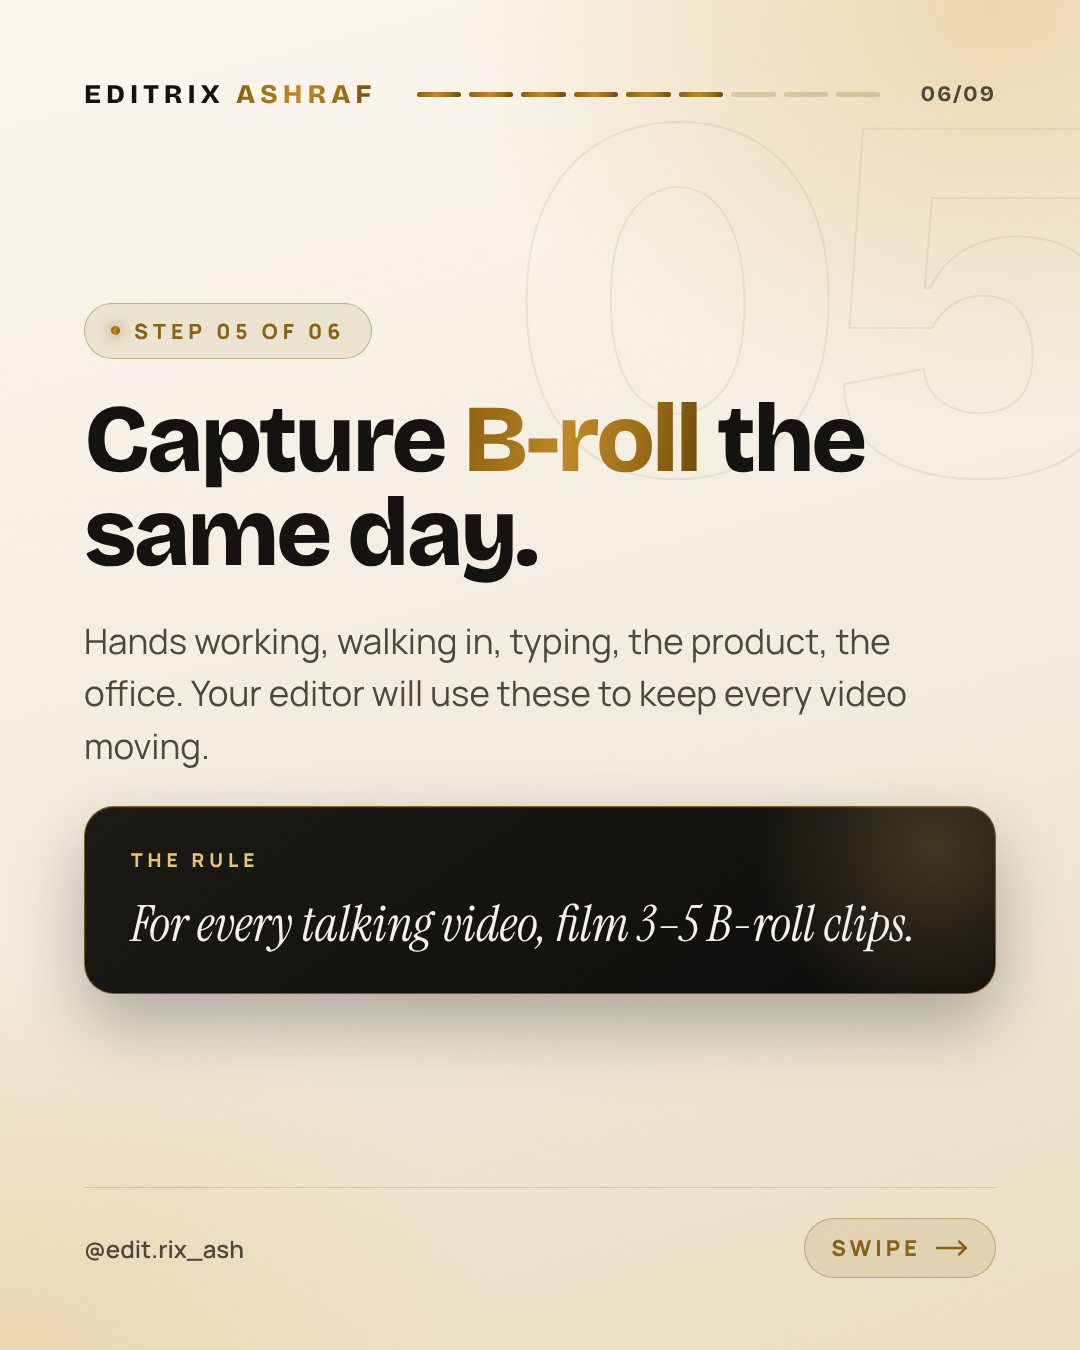 EDITRIX ASHRAF
06/09
05
STEP 05 OF 06
Capture B-roll the
same day.
Hands working, walking in, typing, the product, the
office. Your editor will use these to keep every video
moving.
THE RULE
For every talking video, film 3–5 B-roll clips.
@edit.rix_ash
SWIPE →